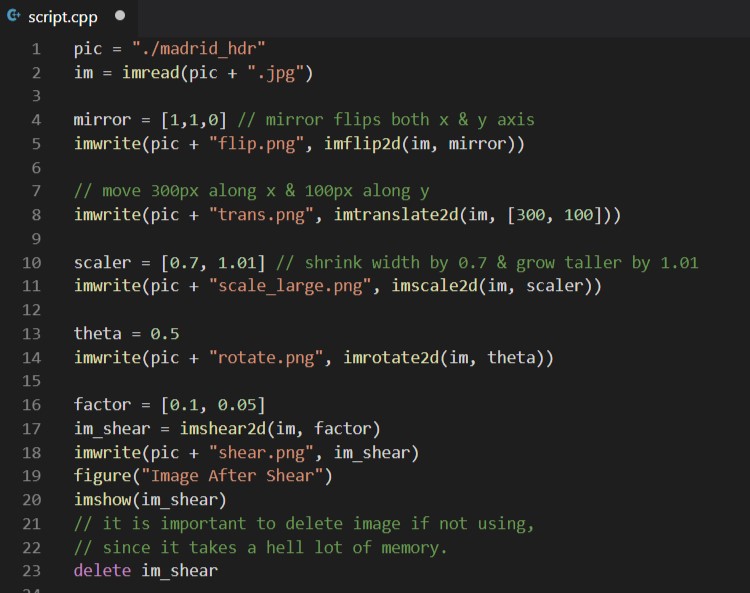 script.cpp
1 pic = "./madrid_hdr"
2 im = imread(pic + ".jpg")
3
4 mirror = [1,1,0] // mirror flips both x & y axis
5 imwrite(pic + "flip.png", imflip2d(im, mirror))
6
7 // move 300px along x & 100px along y
8 imwrite(pic + "trans.png", imtranslate2d(im, [300, 100]))
9
10 scaler = [0.7, 1.01] // shrink width by 0.7 & grow taller by 1.01
11 imwrite(pic + "scale_large.png", imscale2d(im, scaler))
12
13 theta = 0.5
14 imwrite(pic + "rotate.png", imrotate2d(im, theta))
15
16 factor = [0.1, 0.05]
17 im_shear = imshear2d(im, factor)
18 imwrite(pic + "shear.png", im_shear)
19 figure("Image After Shear")
20 imshow(im_shear)
21 // it is important to delete image if not using,
22 // since it takes a hell lot of memory.
23 delete im_shear